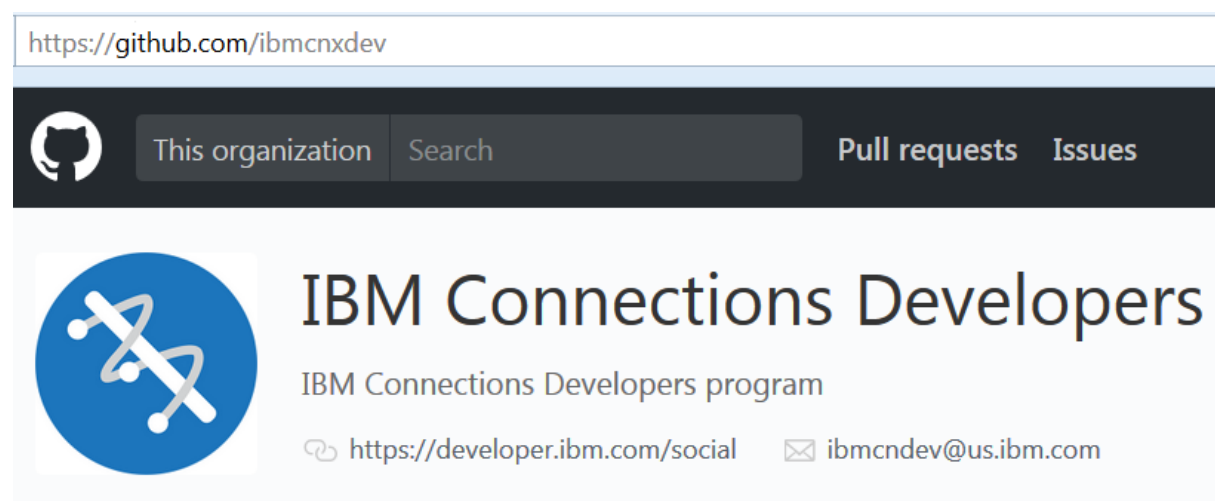 https://github.com/ibmcnxdev
This organization Search Pull requests Issues
IBM Connections Developers
IBM Connections Developers program
https://developer.ibm.com/social ibmcndev@us.ibm.com